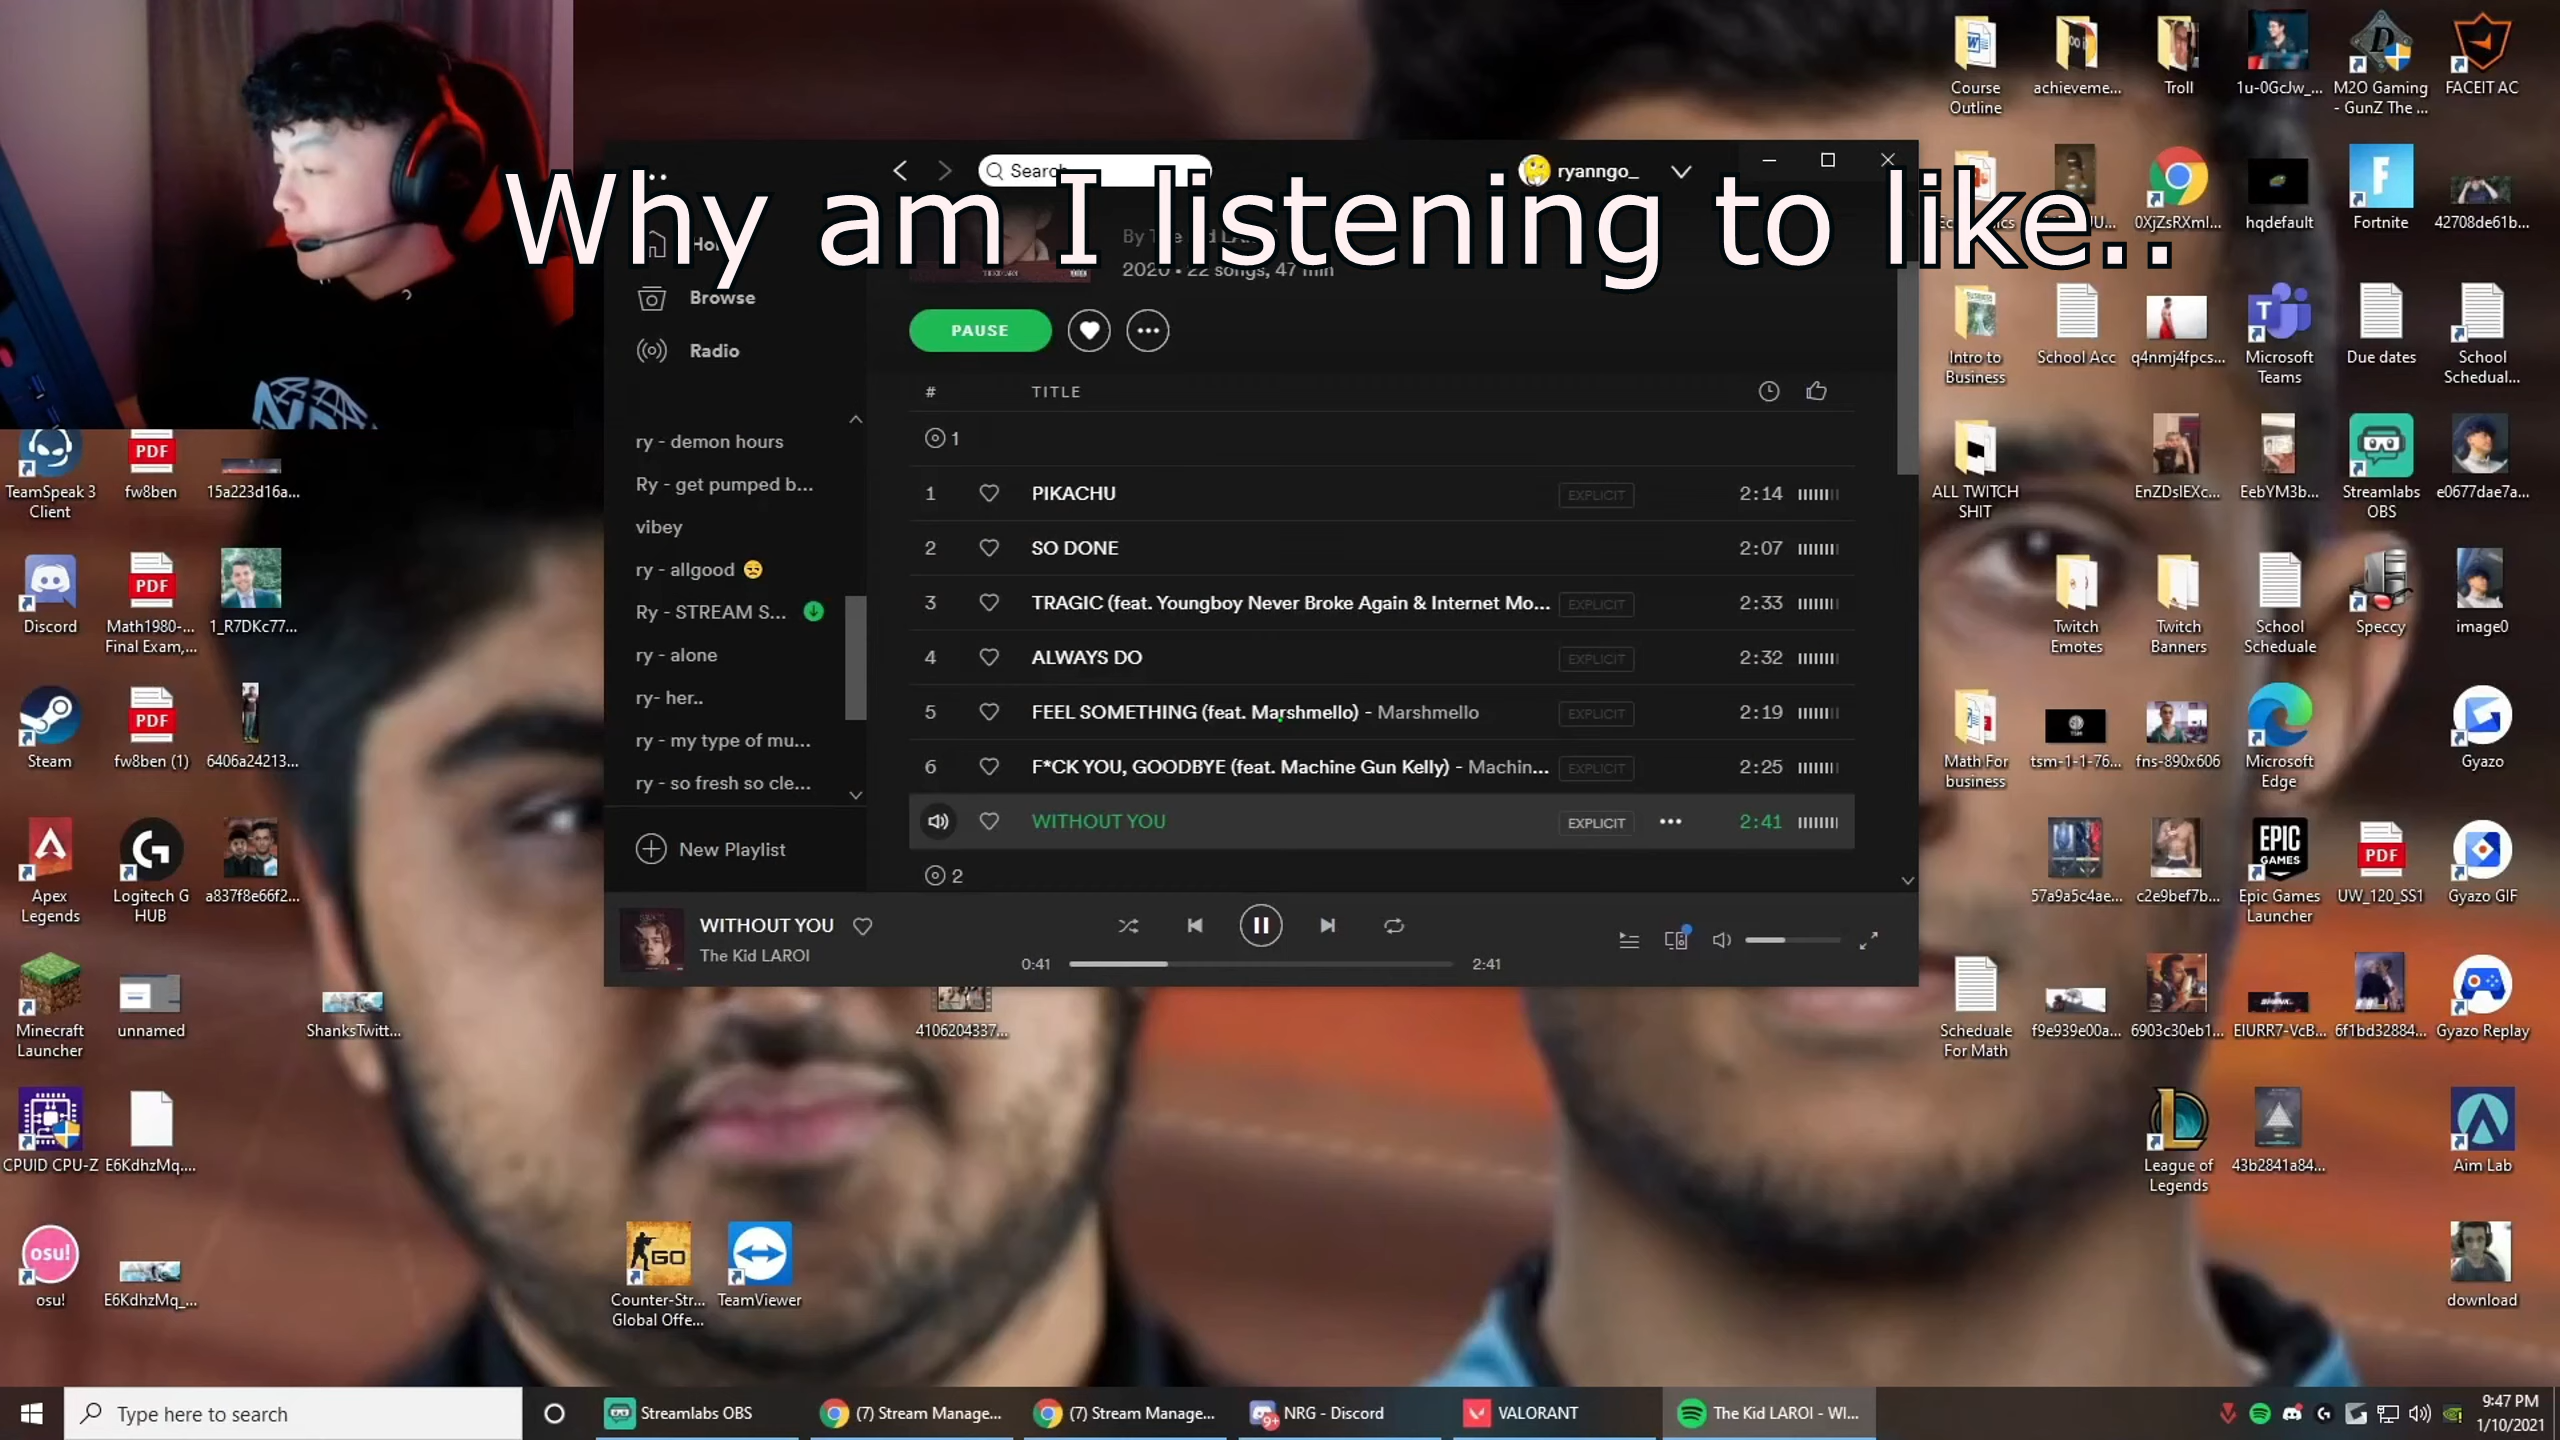 Why am I listening to like..
Search
ryanngo_
2020 • 22 songs, 47 min
Browse
Radio
PAUSE
# TITLE
1
1 PIKACHU EXPLICIT 2:14
2 SO DONE 2:07
3 TRAGIC (feat. Youngboy Never Broke Again & Internet Mo... EXPLICIT 2:33
4 ALWAYS DO EXPLICIT 2:32
5 FEEL SOMETHING (feat. Marshmello) - Marshmello EXPLICIT 2:19
6 F*CK YOU, GOODBYE (feat. Machine Gun Kelly) - Machin... EXPLICIT 2:25
WITHOUT YOU EXPLICIT ••• 2:41
2
ry - demon hours
Ry - get pumped b...
vibey
ry - allgood 😒
Ry - STREAM S...
ry - alone
ry- her..
ry - my type of mu...
ry - so fresh so cle...
New Playlist
WITHOUT YOU
The Kid LAROI
0:41 2:41
TeamSpeak 3
Client
fw8ben
15a223d16a...
Discord
Math1980-...
Final Exam,...
1_R7DKc77...
Steam
fw8ben (1)
6406a24213...
Apex
Legends
Logitech G
HUB
a837f8e66f2...
Minecraft
Launcher
unnamed
ShanksTwitt...
4106204337...
CPUID CPU-Z
E6KdhzMq....
osu!
osu!
E6KdhzMq_...
GO
Counter-Str...
Global Offe...
TeamViewer
Course
Outline
achieveme...
Troll
1u-0GcJw_...
M2O Gaming
- GunZ The ...
FACEIT AC
0XjZsRXml...
hqdefault
Fortnite
42708de61b...
Intro to
Business
School Acc
q4nmj4fpcs...
Microsoft
Teams
Due dates
School
Schedual...
ALL TWITCH
SHIT
EnZDsIEXc...
EebYM3b...
Streamlabs
OBS
e0677dae7a...
Twitch
Emotes
Twitch
Banners
School
Scheduale
Speccy
image0
Math For
business
tsm-1-1-76...
fns-890x606
Microsoft
Edge
Gyazo
57a9a5c4ae...
c2e9bef7b...
EPIC
GAMES
Epic Games
Launcher
PDF
UW_120_SS1
Gyazo GIF
Scheduale
For Math
f9e939e00a...
6903c30eb1...
EIURR7-VcB...
6f1bd32884...
Gyazo Replay
League of
Legends
43b2841a84...
Aim Lab
download
Type here to search
Streamlabs OBS
(7) Stream Manage...
(7) Stream Manage...
NRG - Discord
VALORANT
The Kid LAROI - WI...
9:47 PM
1/10/2021